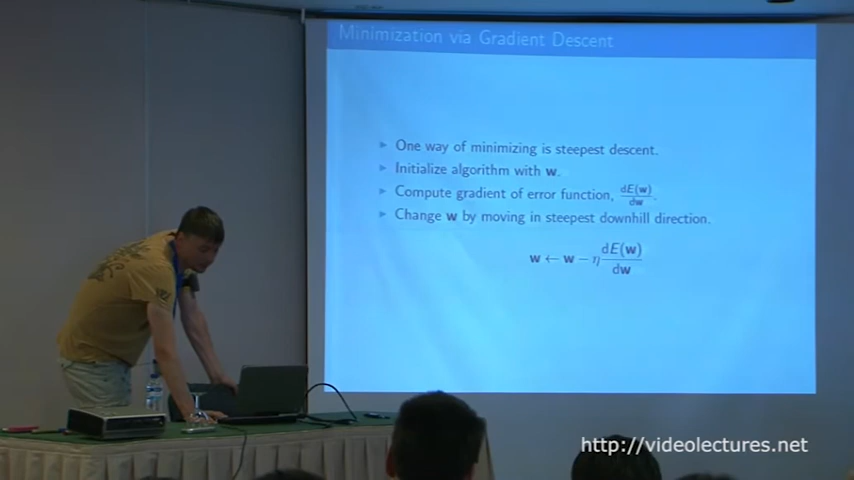 Minimization via Gradient Descent
▶ One way of minimizing is steepest descent.
▶ Initialize algorithm with w.
▶ Compute gradient of error function, dE(w)/dw.
▶ Change w by moving in steepest downhill direction.
w ← w − η dE(w)/dw
http://videolectures.net